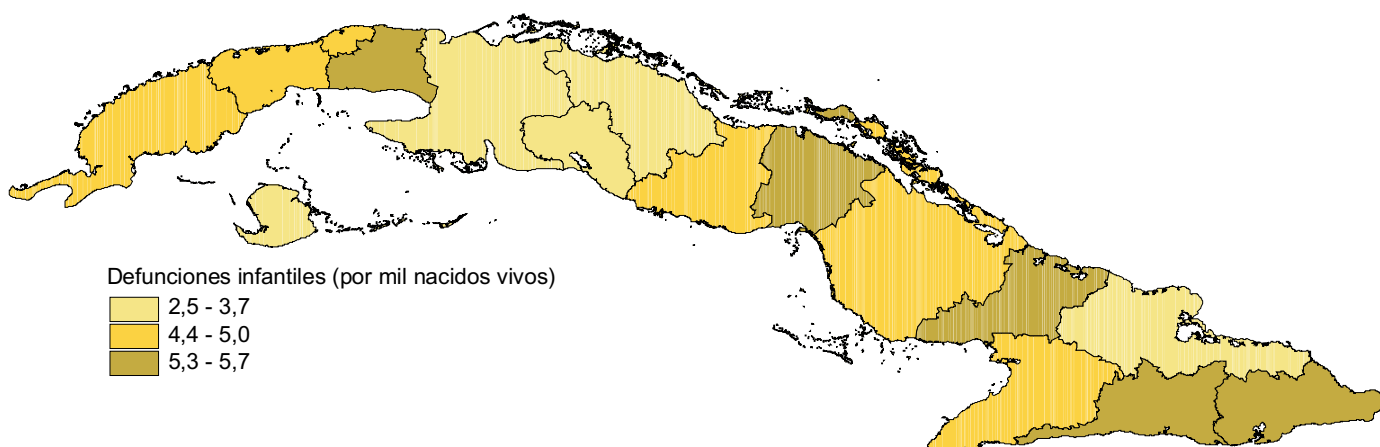 Defunciones infantiles (por mil nacidos vivos)
2,5 - 3,7
4,4 - 5,0
5,3 - 5,7